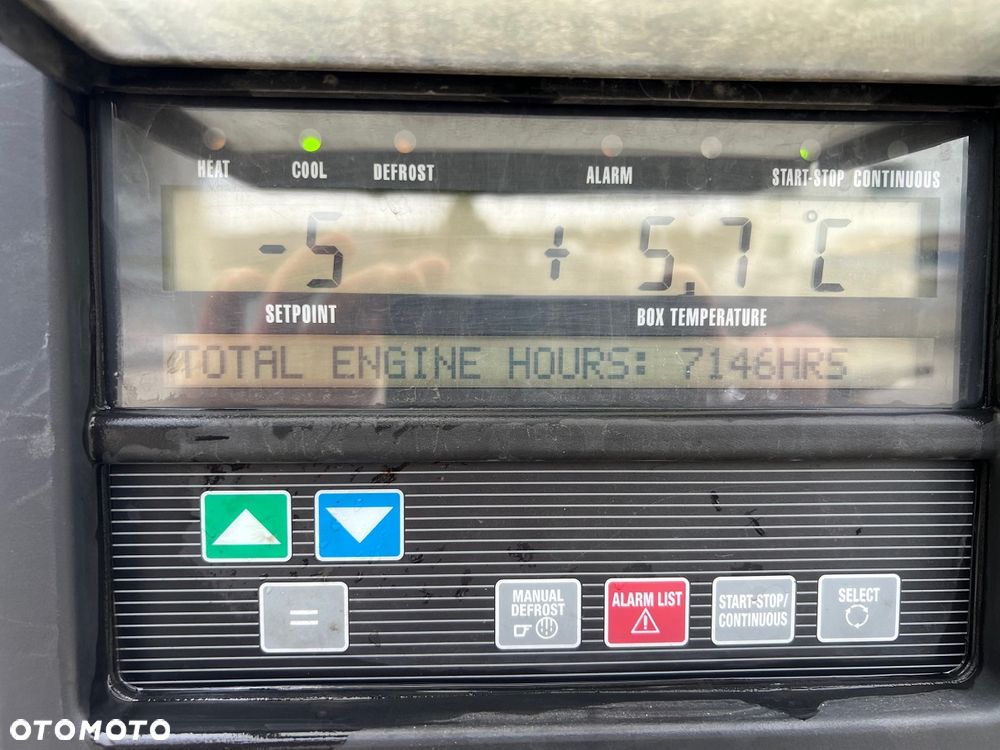 HEAT COOL DEFROST ALARM START-STOP CONTINUOUS
-5 + 5.7 °C
SETPOINT BOX TEMPERATURE
TOTAL ENGINE HOURS: 7146HRS
=
MANUAL DEFROST
ALARM LIST
START-STOP/
CONTINUOUS
SELECT
OTOMOTO